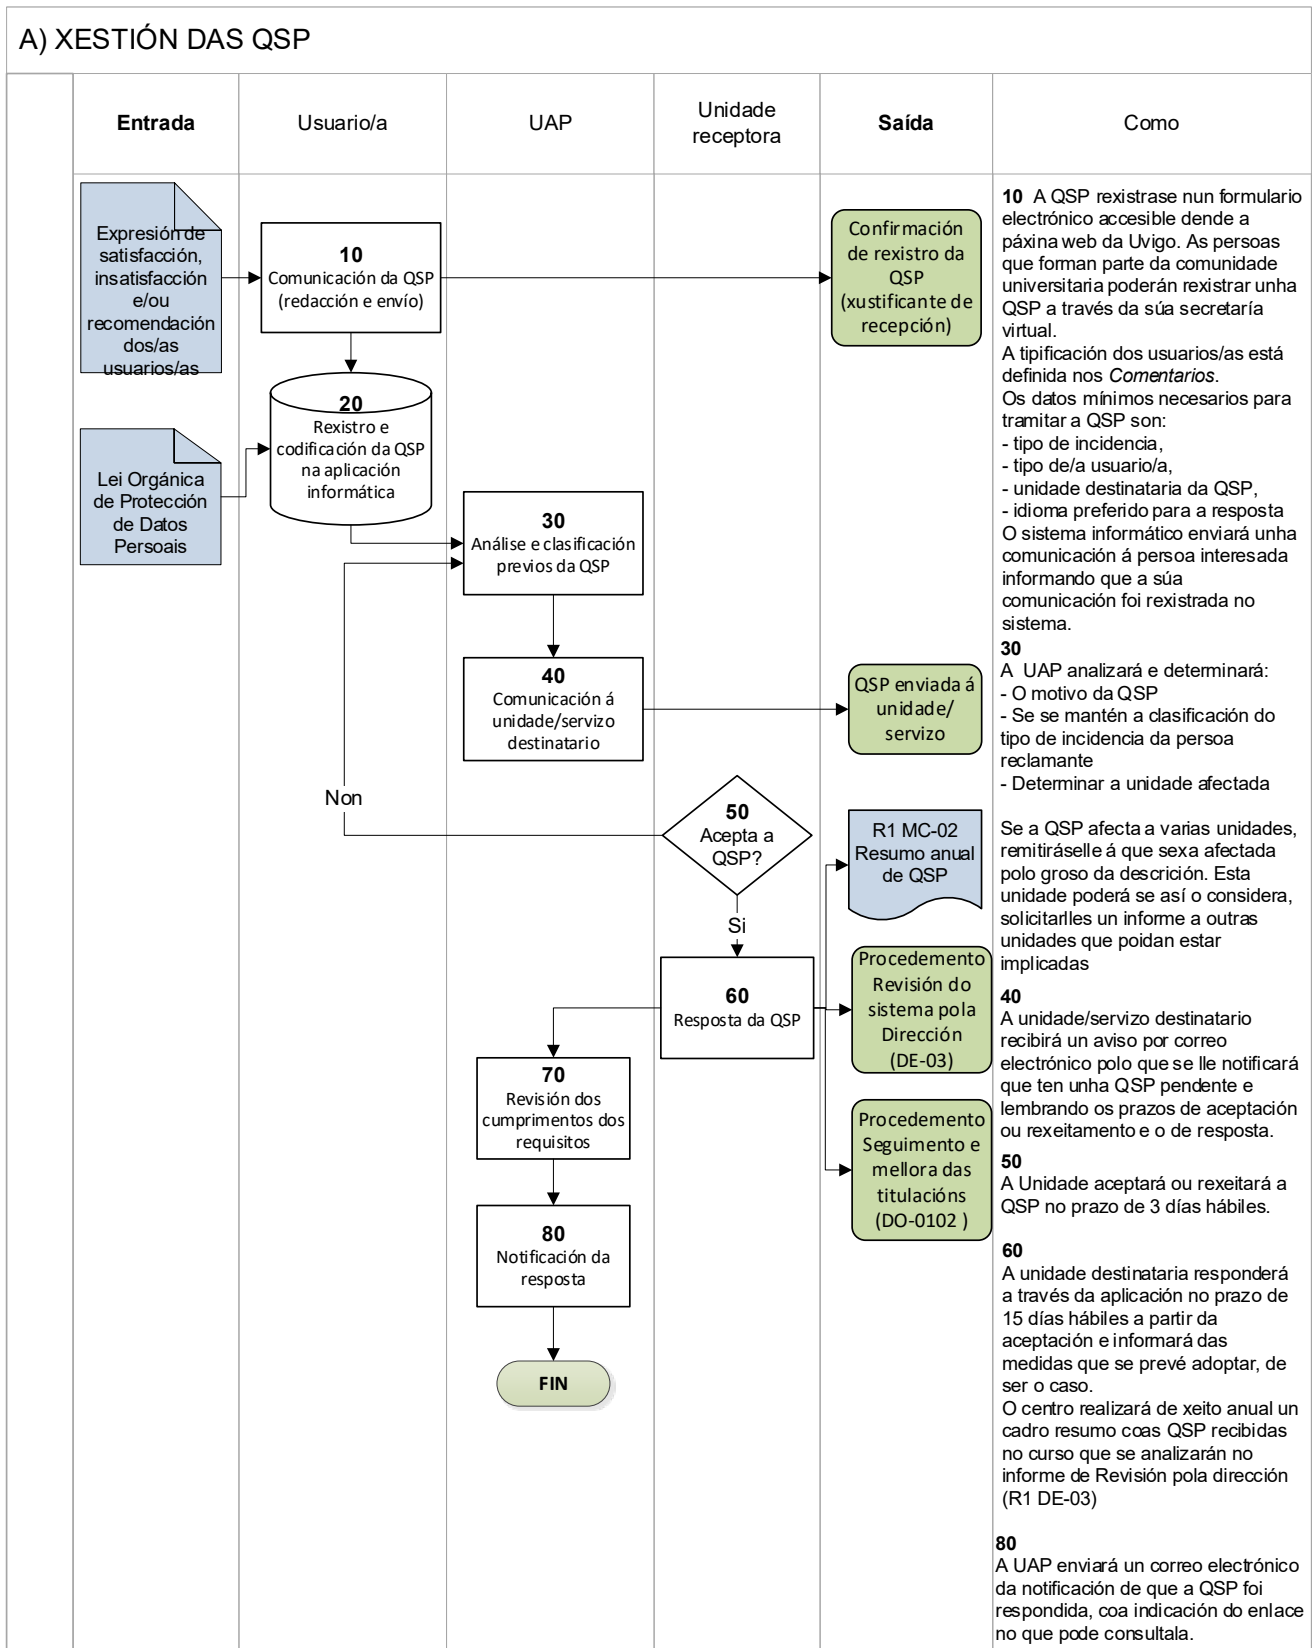 A) XESTIÓN DAS QSP
Entrada
Usuario/a
UAP
Unidade
receptora
Saída
Como
Expresión de
satisfacción,
insatisfacción
e/ou
recomendación
dos/as
usuarios/as
10
Comunicación da QSP
(redacción e envío)
Confirmación
de rexistro da
QSP
(xustificante de
recepción)
20
Rexistro e
codificación da QSP
na aplicación
informática
Lei Orgánica
de Protección
de Datos
Persoais
30
Análise e clasificación
previos da QSP
40
Comunicación á
unidade/servizo
destinatario
QSP enviada á
unidade/
servizo
Non
50
Acepta a
QSP?
Si
R1 MC-02
Resumo anual
de QSP
60
Resposta da QSP
Procedemento
Revisión do
sistema pola
Dirección
(DE-03)
70
Revisión dos
cumprimentos dos
requisitos
Procedemento
Seguimento e
mellora das
titulacións
(DO-0102 )
80
Notificación da
resposta
FIN
10 A QSP rexistrase nun formulario
electrónico accesible dende a
páxina web da Uvigo. As persoas
que forman parte da comunidade
universitaria poderán rexistrar unha
QSP a través da súa secretaría
virtual.
A tipificación dos usuarios/as está
definida nos Comentarios.
Os datos mínimos necesarios para
tramitar a QSP son:
- tipo de incidencia,
- tipo de/a usuario/a,
- unidade destinataria da QSP,
- idioma preferido para a resposta
O sistema informático enviará unha
comunicación á persoa interesada
informando que a súa
comunicación foi rexistrada no
sistema.
30
A UAP analizará e determinará:
- O motivo da QSP
- Se se mantén a clasificación do
tipo de incidencia da persoa
reclamante
- Determinar a unidade afectada
Se a QSP afecta a varias unidades,
remitiráselle á que sexa afectada
polo groso da descrición. Esta
unidade poderá se así o considera,
solicitarlles un informe a outras
unidades que poidan estar
implicadas
40
A unidade/servizo destinatario
recibirá un aviso por correo
electrónico polo que se lle notificará
que ten unha QSP pendente e
lembrando os prazos de aceptación
ou rexeitamento e o de resposta.
50
A Unidade aceptará ou rexeitará a
QSP no prazo de 3 días hábiles.
60
A unidade destinataria responderá
a través da aplicación no prazo de
15 días hábiles a partir da
aceptación e informará das
medidas que se prevé adoptar, de
ser o caso.
O centro realizará de xeito anual un
cadro resumo coas QSP recibidas
no curso que se analizarán no
informe de Revisión pola dirección
(R1 DE-03)
80
A UAP enviará un correo electrónico
da notificación de que a QSP foi
respondida, coa indicación do enlace
no que pode consultala.